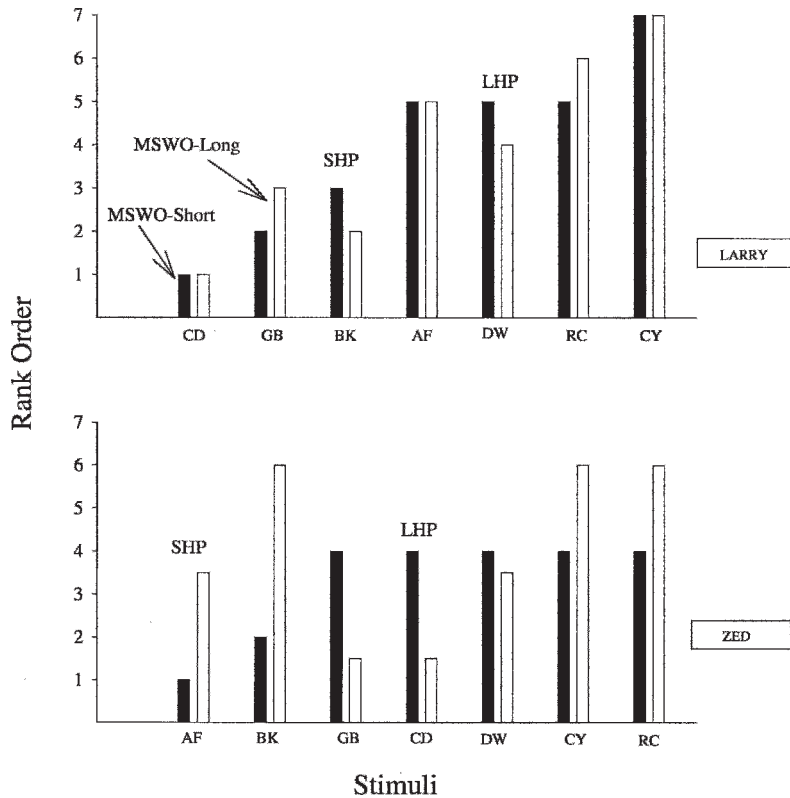 7
6
LHP
5
MSWO-Long
4
SHP
3
MSWO-Short
2
LARRY
1
CD GB BK AF DW RC CY
Rank Order
7
6
5
SHP LHP
4
3
ZED
2
1
AF BK GB CD DW CY RC
Stimuli